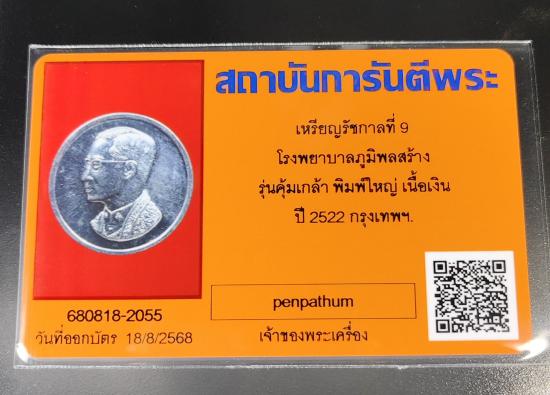 สถาบันการันตีพระ
เหรียญรัชกาลที่ 9
โรงพยาบาลภูมิพลสร้าง
รุ่นคุ้มเกล้า พิมพ์ใหญ่ เนื้อเงิน
ปี 2522 กรุงเทพฯ.
penpathum
เจ้าของพระเครื่อง
680818-2055
วันที่ออกบัตร 18/8/2568